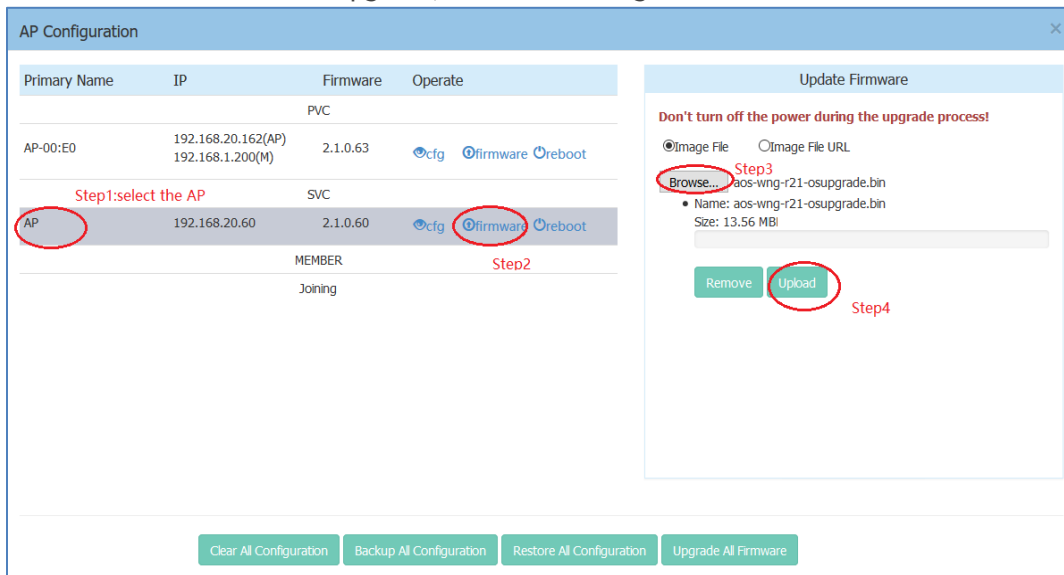 AP Configuration
×
Primary Name IP Firmware Operate
PVC
AP-00:E0 192.168.20.162(AP) 2.1.0.63 cfg firmware reboot
192.168.1.200(M)
Step1:select the AP SVC
AP 192.168.20.60 2.1.0.60 cfg firmware reboot
MEMBER Step2
Joining
Update Firmware
Don't turn off the power during the upgrade process!
Image File Image File URL
Step3
Browse... aos-wng-r21-osupgrade.bin
Name: aos-wng-r21-osupgrade.bin
Size: 13.56 MB
Remove Upload
Step4
Clear All Configuration Backup All Configuration Restore All Configuration Upgrade All Firmware